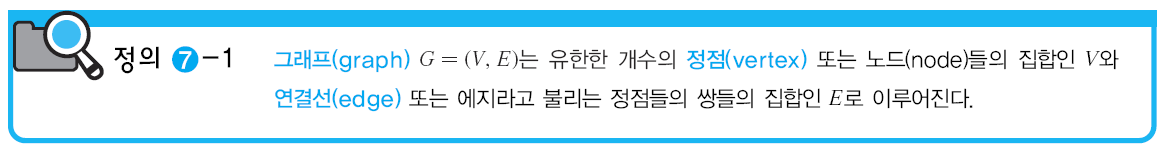 정의 7-1 그래프(graph) G = (V, E)는 유한한 개수의 정점(vertex) 또는 노드(node)들의 집합인 V와
연결선(edge) 또는 에지라고 불리는 정점들의 쌍들의 집합인 E로 이루어진다.